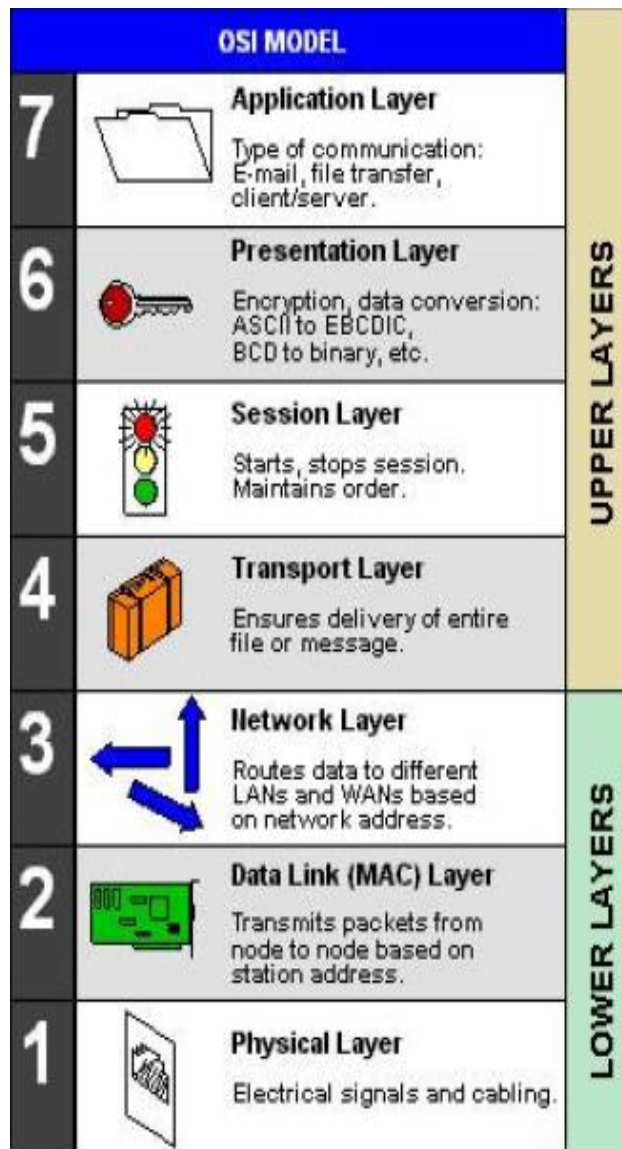 OSI MODEL
7
Application Layer
Type of communication:
E-mail, file transfer,
client/server.
6
Presentation Layer
Encryption, data conversion:
ASCII to EBCDIC,
BCD to binary, etc.
5
Session Layer
Starts, stops session.
Maintains order.
4
Transport Layer
Ensures delivery of entire
file or message.
UPPER LAYERS
3
Network Layer
Routes data to different
LANs and WANs based
on network address.
2
Data Link (MAC) Layer
Transmits packets from
node to node based on
station address.
1
Physical Layer
Electrical signals and cabling.
LOWER LAYERS